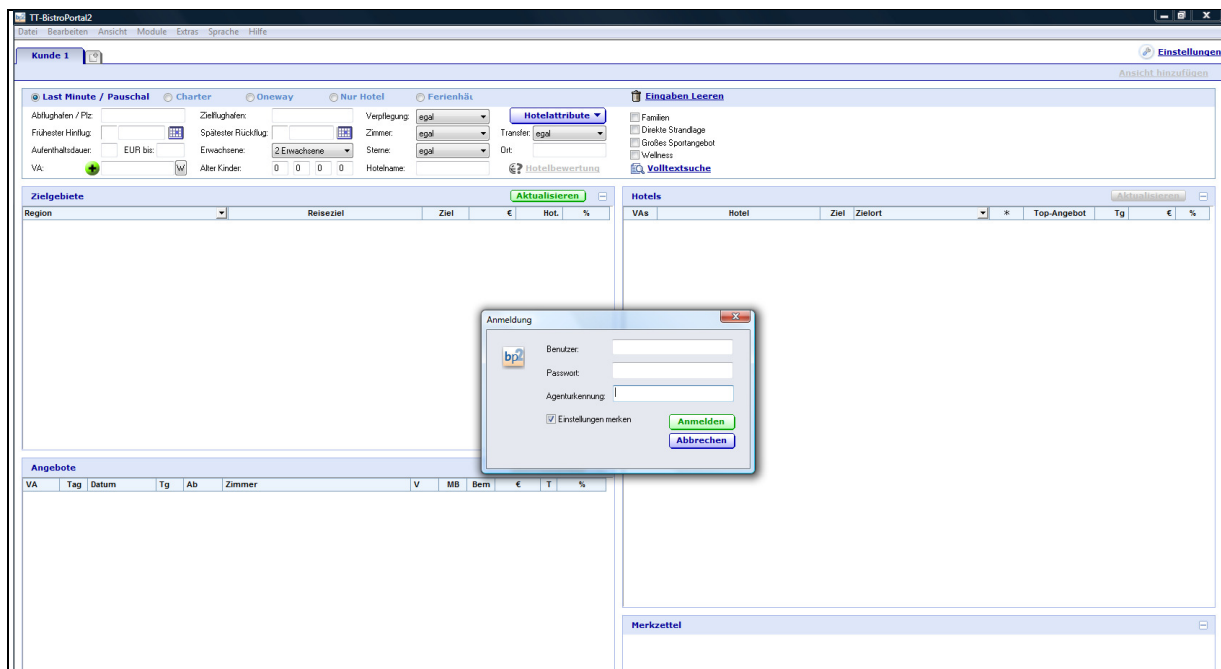 TT-BistroPortal2
Datei Bearbeiten Ansicht Module Extras Sprache Hilfe
Kunde 1
Einstellungen
Ansicht hinzufügen
Last Minute / Pauschal Charter Oneway Nur Hotel Ferienhäu
Eingaben Leeren
Abflughafen / Plz: Zielflughafen: Verpflegung: egal Hotelattribute
Familien
Frühester Hinflug: Spätester Rückflug: Zimmer: egal Transfer: egal
Direkte Strandlage
Großes Sportangebot
Aufenthaltsdauer: EUR bis: Erwachsene: 2 Erwachsene Sterne: egal Ort:
Wellness
VA: W Alter Kinder: 0 0 0 0 Hotelname: Hotelbewertung
Volltextsuche
Zielgebiete Aktualisieren
Region Reiseziel Ziel € Hot. %
Hotels Aktualisieren
VAs Hotel Ziel Zielort * Top-Angebot Tg € %
Anmeldung
bp2
Benutzer:
Passwort:
Agenturkennung:
Einstellungen merken
Anmelden
Abbrechen
Angebote
VA Tag Datum Tg Ab Zimmer V MB Bem € T %
Merkzettel